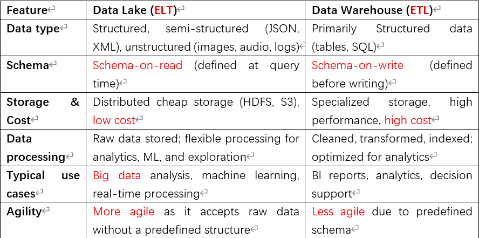 Feature Data Lake (ELT) Data Warehouse (ETL)
Data type Structured, semi-structured (JSON, Primarily Structured data
XML), unstructured (images, audio, logs) (tables, SQL)
Schema Schema-on-read (defined at query Schema-on-write (defined
time) before writing)
Storage & Distributed cheap storage (HDFS, S3), Specialized storage, high
Cost low cost performance, high cost
Data Raw data stored; flexible processing for Cleaned, transformed, indexed;
processing analytics, ML, and exploration optimized for analytics
Typical use Big data analysis, machine learning, BI reports, analytics, decision
cases real-time processing support
Agility More agile as it accepts raw data Less agile due to predefined
without a predefined structure schema